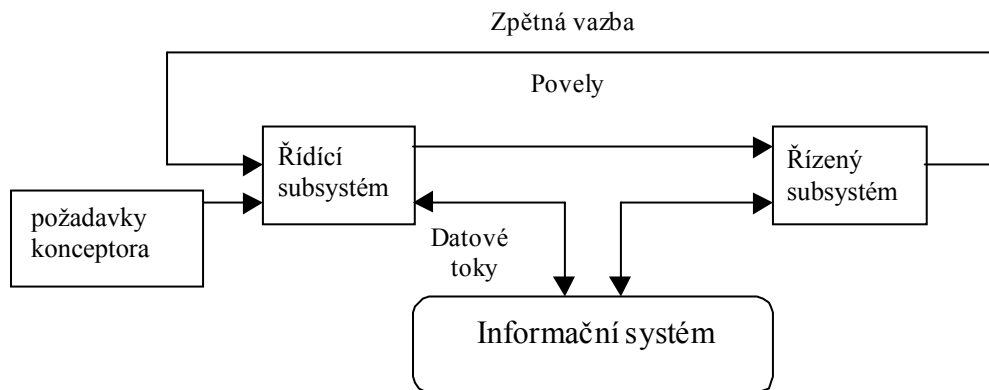 Zpětná vazba
Povely
Řídící
subsystém
Řízený
subsystém
požadavky
konceptora
Datové
toky
Informační systém